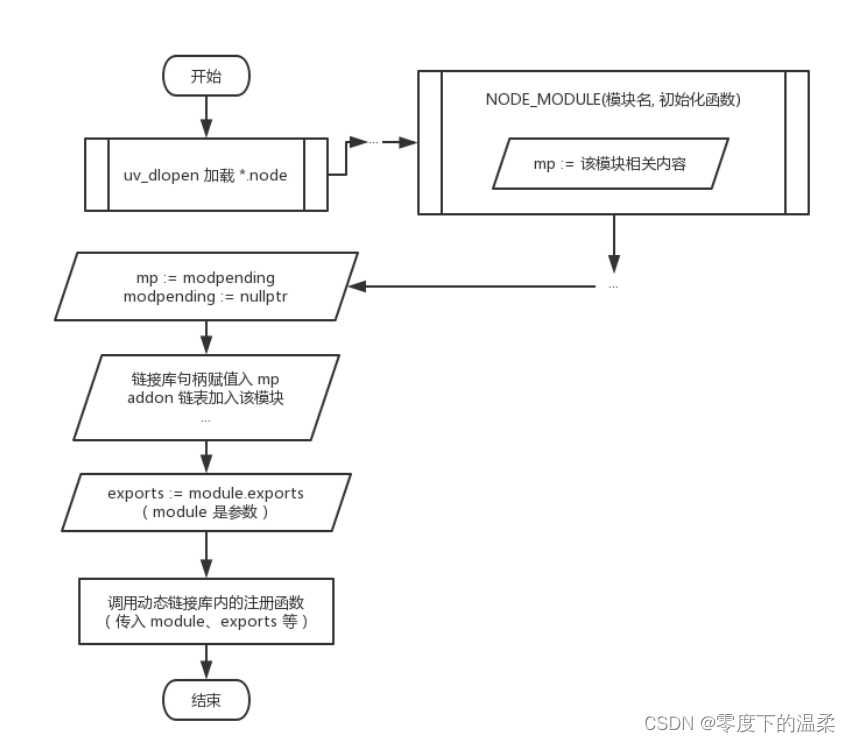 开始
uv_dlopen 加载 *.node
...
NODE_MODULE(模块名, 初始化函数)
mp := 该模块相关内容
...
mp := modpending
modpending := nullptr
链接库句柄赋值入 mp
addon 链表加入该模块
...
exports := module.exports
（ module 是参数 ）
调用动态链接库内的注册函数
（ 传入 module、exports 等 ）
结束
CSDN @零度下的温柔